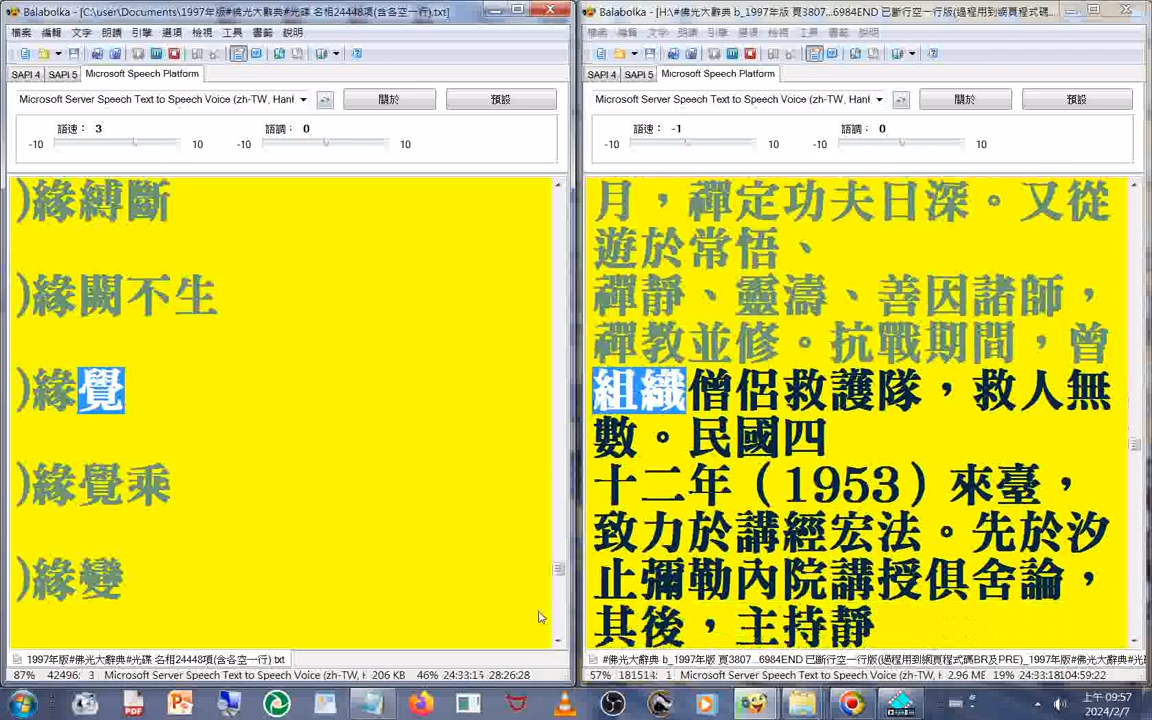 Balabolka - [C:\user\Documents\1997年版#佛光大辭典#光碟 名相24448項(含各空一行).txt]
檔案 編輯 文字 朗讀 引擎 選項 檢視 工具 書籤 說明
SAPI 4 SAPI 5 Microsoft Speech Platform
Microsoft Server Speech Text to Speech Voice (zh-TW, Hanl
關於
預設
語速： 3
語調： 0
-10 10 -10 10
)緣縛斷
)緣闕不生
)緣覺
)緣覺乘
)緣變
1997年版#佛光大辭典#光碟 名相24448項(含各空一行) txt
87% 42496: 3 Microsoft Server Speech Text to Speech Voice (zh-TW, H 206 KB 46% 24:33:11 28:26:28
Balabolka - [H:\#佛光大辭典 b_1997年版 頁3807...6984END 已斷行空一行版(過程用到網頁程式碼
檔案 編輯 文字 朗讀 引擎 選項 檢視 工具 書籤 說明
SAPI 4 SAPI 5 Microsoft Speech Platform
Microsoft Server Speech Text to Speech Voice (zh-TW, Hanl
關於
預設
語速： -1
語調： 0
-10 10 -10 10
月，禪定功夫日深。又從
遊於常悟、
禪靜、靈濤、善因諸師，
禪教並修。抗戰期間，曾
組織僧侶救護隊，救人無
數。民國四
十二年（1953）來臺，
致力於講經宏法。先於汐
止彌勒內院講授俱舍論，
其後，主持靜
#佛光大辭典 b_1997年版 頁3807...6984END 已斷行空一行版(過程用到網頁程式碼BR及PRE)_1997年版#佛光大辭典#光
57% 181514: 1 Microsoft Server Speech Text to Speech Voice (zh-TW, H 2.96 ME 19% 24:33:18104:59:22
上午 09:57
2024/2/7